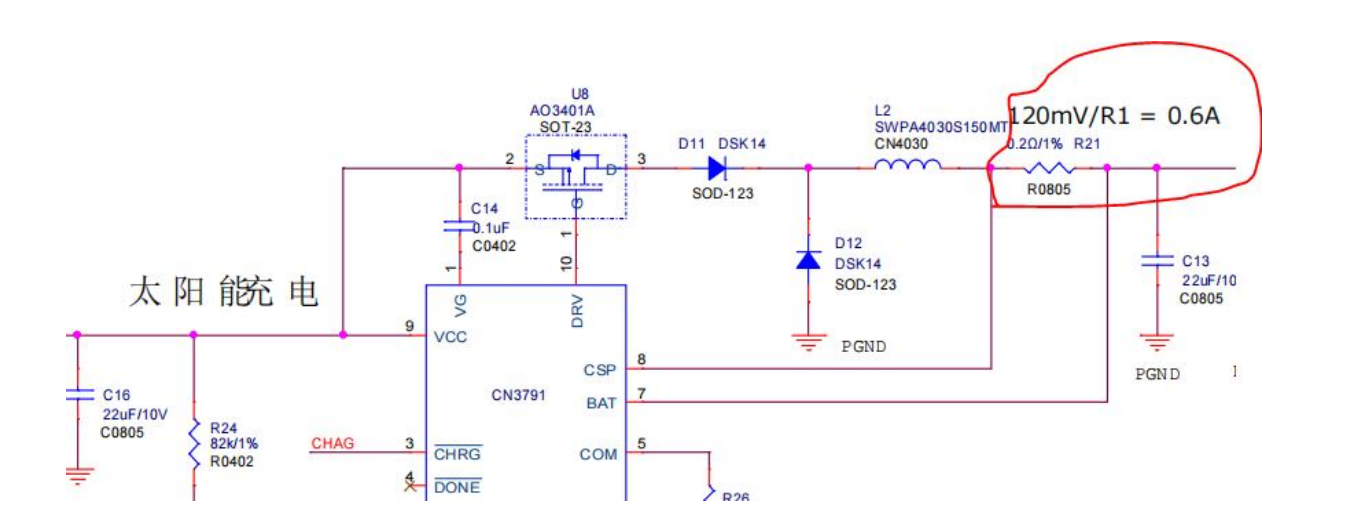 U8
AO3401A
SOT-23
2
S
D
3
G
1
D11 DSK14
SOD-123
L2
SWPA4030S150MT
CN4030
120mV/R1 = 0.6A
0.2Ω/1% R21
R0805
C14
0.1uF
C0402
1
10
VG
DRV
D12
DSK14
SOD-123
C13
22uF/10
C0805
太阳能充电
9
VCC
PGND
PGND
CSP
8
CN3791
BAT
7
C16
22uF/10V
C0805
R24
82k/1%
R0402
CHAG
3
CHRG
COM
5
4
DONE
R26